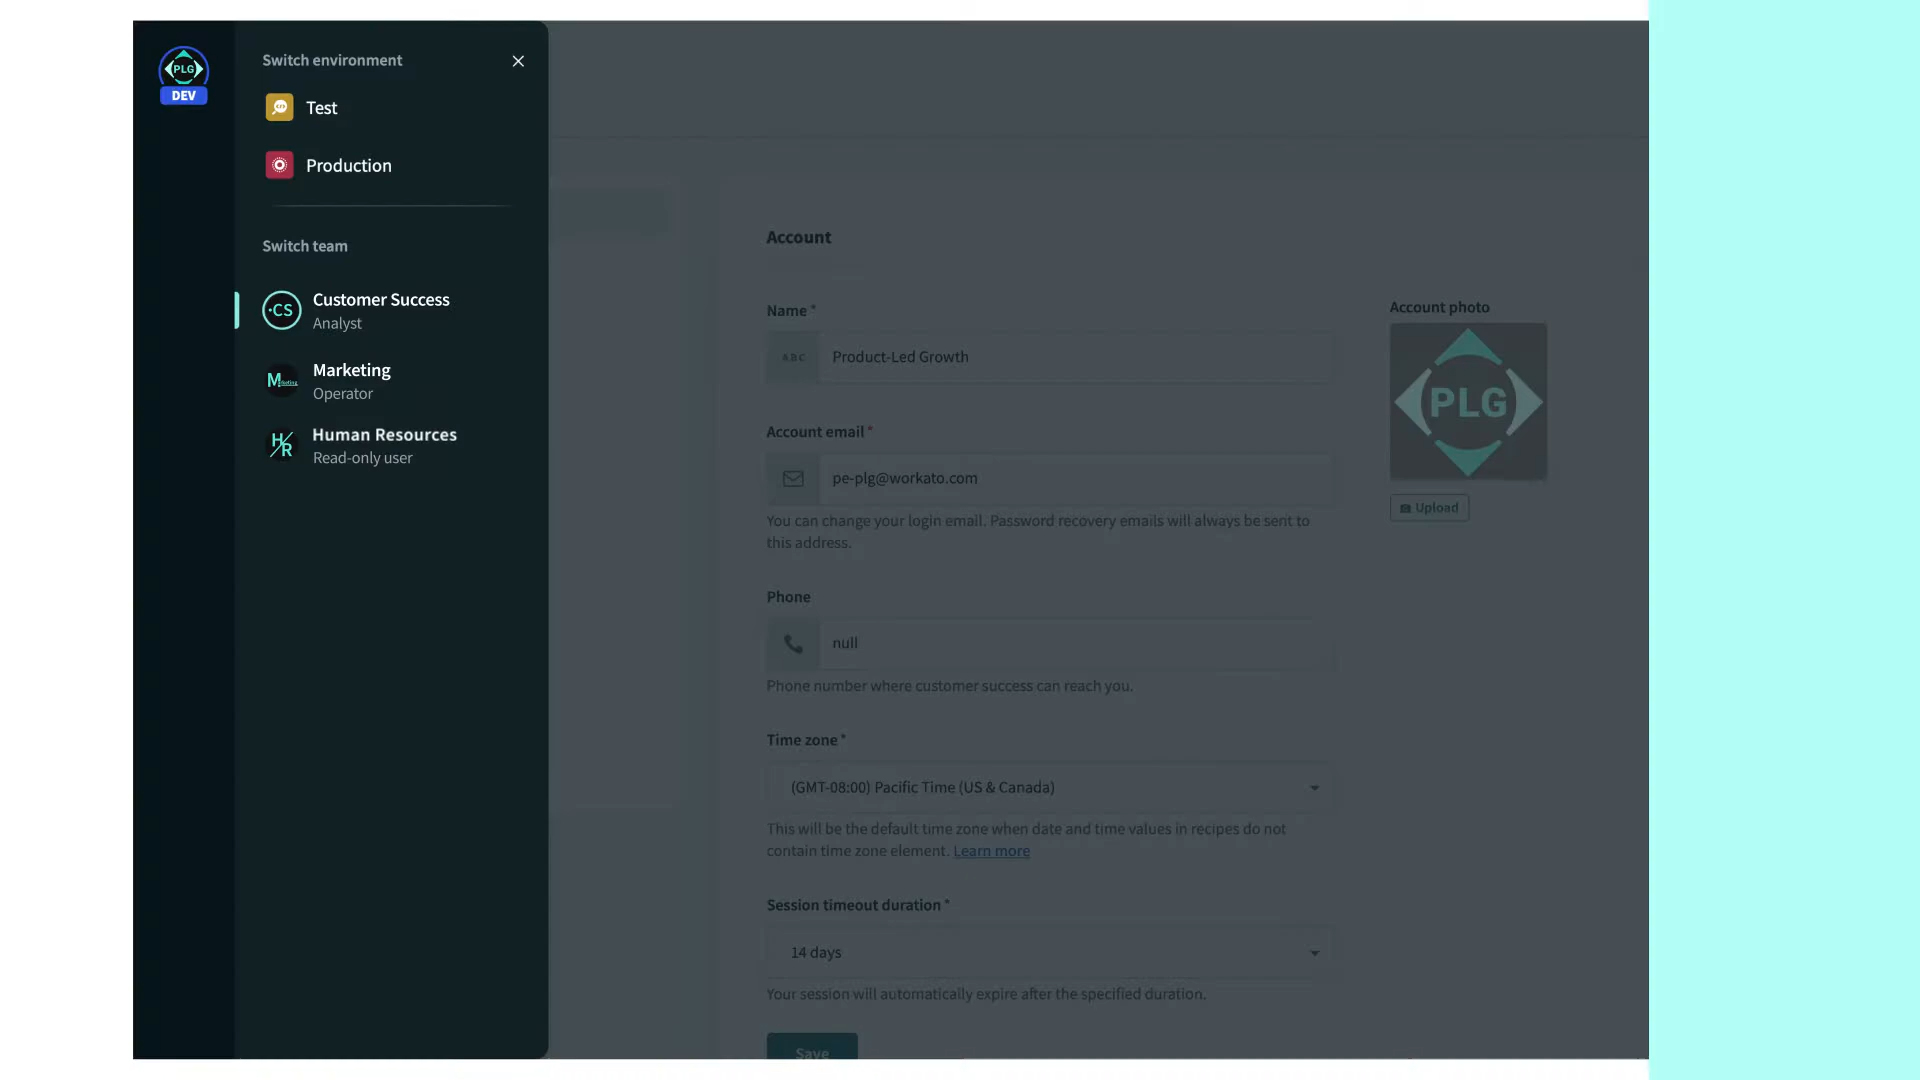 PLG
DEV
Switch environment
Test
Production
Switch team
CS
Customer Success
Analyst
Marketing
Marketing
Operator
H/R
Human Resources
Read-only user
Account
Name *
ABC
Product-Led Growth
Account email *
pe-plg@workato.com
You can change your login email. Password recovery emails will always be sent to
this address.
Phone
null
Phone number where customer success can reach you.
Time zone *
(GMT-08:00) Pacific Time (US & Canada)
This will be the default time zone when date and time values in recipes do not
contain time zone element. Learn more
Session timeout duration *
14 days
Your session will automatically expire after the specified duration.
Save
Account photo
PLG
Upload